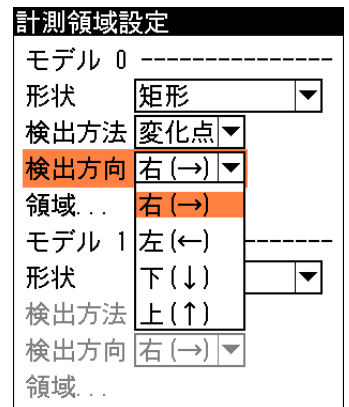 計測領域設定
モデル 0 ----------------
形状 矩形 ▼
検出方法 変化点 ▼
検出方向 右(→) ▼
領域... 右(→)
モデル 1 左(←) --------
形状 下(↓) ▼
検出方法 上(↑)
検出方向 右(→) ▼
領域...